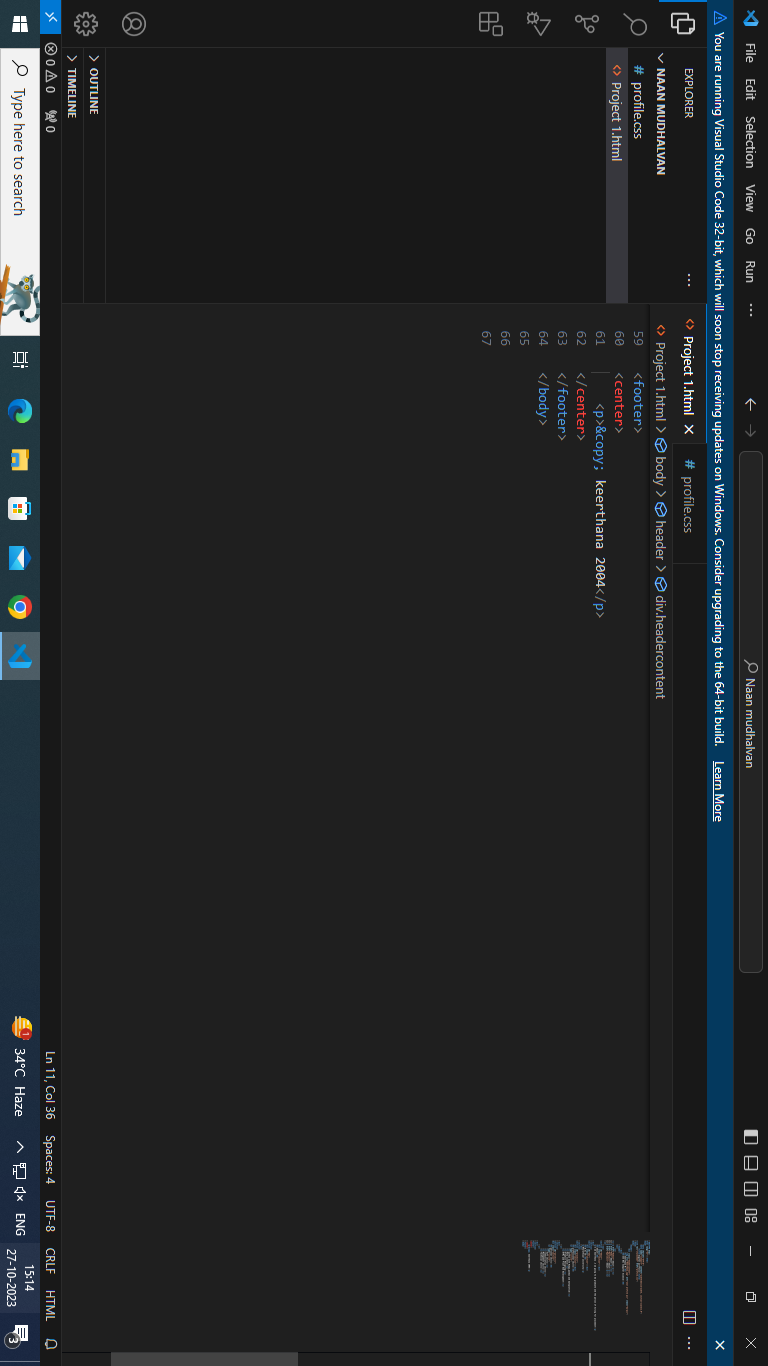 File Edit Selection View Go Run ...
Naan mudhalvan
You are running Visual Studio Code 32-bit, which will soon stop receiving updates on Windows. Consider upgrading to the 64-bit build. Learn More
EXPLORER ...
Project 1.html
# profile.css
NAAN MUDHALVAN
# profile.css
Project 1.html
OUTLINE
TIMELINE
Project 1.html > body > header > div.headercontent
59 <footer>
60 <center>
61 <p>&copy; keerthana 2004</p>
62 </center>
63 </footer>
64 </body>
65
66
67
0 0 0
Ln 11, Col 36 Spaces: 4 UTF-8 CRLF HTML
Type here to search
1
34°C Haze
ENG
15:14
27-10-2023
3